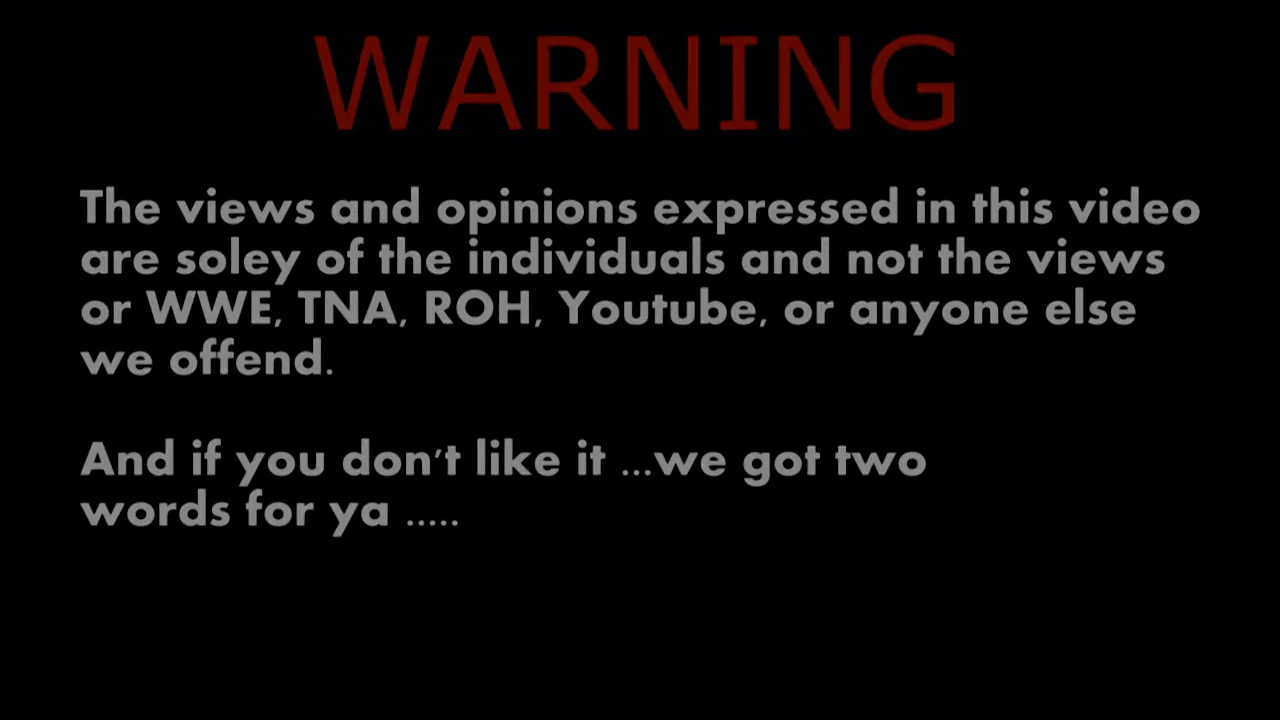 WARNING
The views and opinions expressed in this video
are soley of the individuals and not the views
or WWE, TNA, ROH, Youtube, or anyone else
we offend.
And if you don't like it ...we got two
words for ya .....